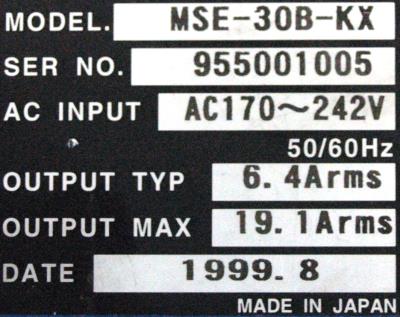 MODEL. MSE-30B-KX
SER NO. 955001005
AC INPUT AC170~242V
50/60Hz
OUTPUT TYP 6.4Arms
OUTPUT MAX 19.1Arms
DATE 1999.8
MADE IN JAPAN